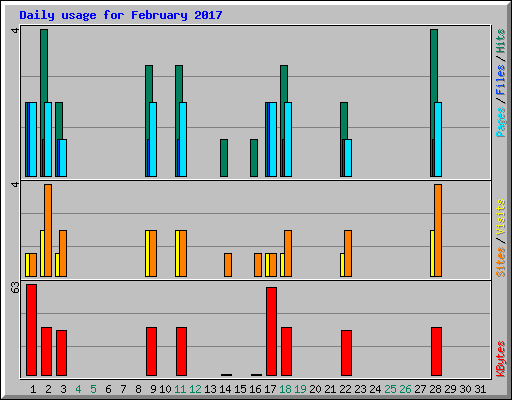 Daily usage for February 2017
4
Pages / Files / Hits
4
Sites / Visits
63
KBytes
1 2 3 4 5 6 7 8 9 10 11 12 13 14 15 16 17 18 19 20 21 22 23 24 25 26 27 28 29 30 31